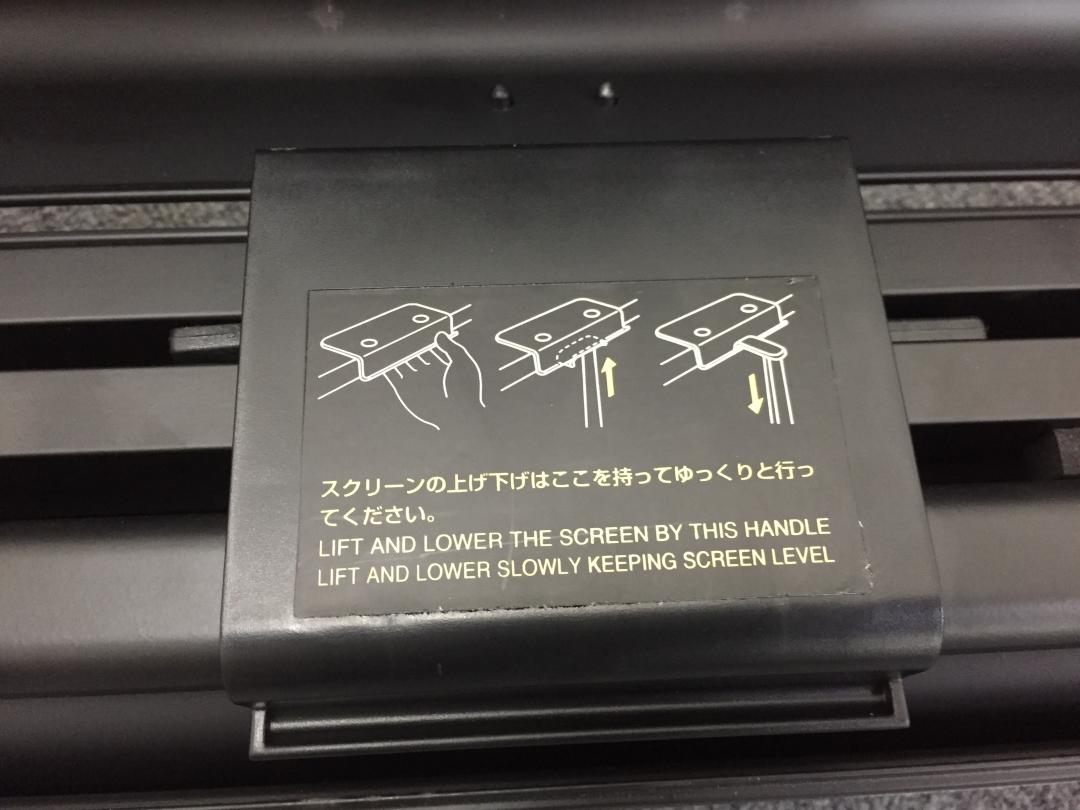 スクリーンの上げ下げはここを持ってゆっくりと行っ
てください。
LIFT AND LOWER THE SCREEN BY THIS HANDLE
LIFT AND LOWER SLOWLY KEEPING SCREEN LEVEL